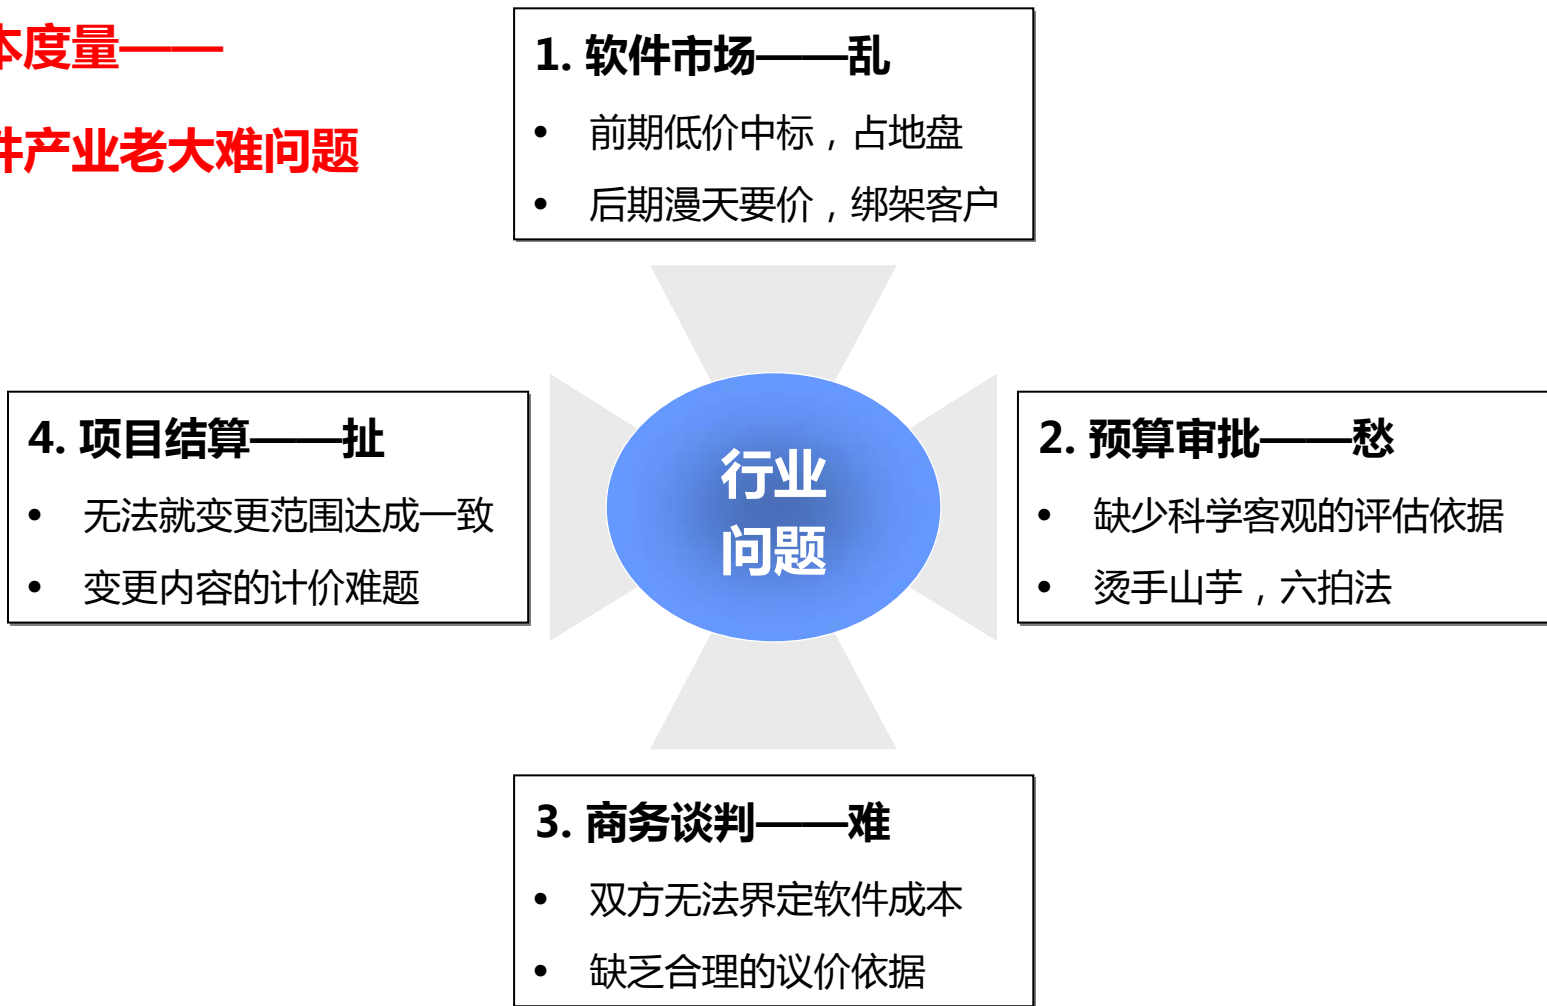 本度量——
件产业老大难问题
1. 软件市场——乱
• 前期低价中标，占地盘
• 后期漫天要价，绑架客户
行业
问题
2. 预算审批——愁
• 缺少科学客观的评估依据
• 烫手山芋，六拍法
3. 商务谈判——难
• 双方无法界定软件成本
• 缺乏合理的议价依据
4. 项目结算——扯
• 无法就变更范围达成一致
• 变更内容的计价难题